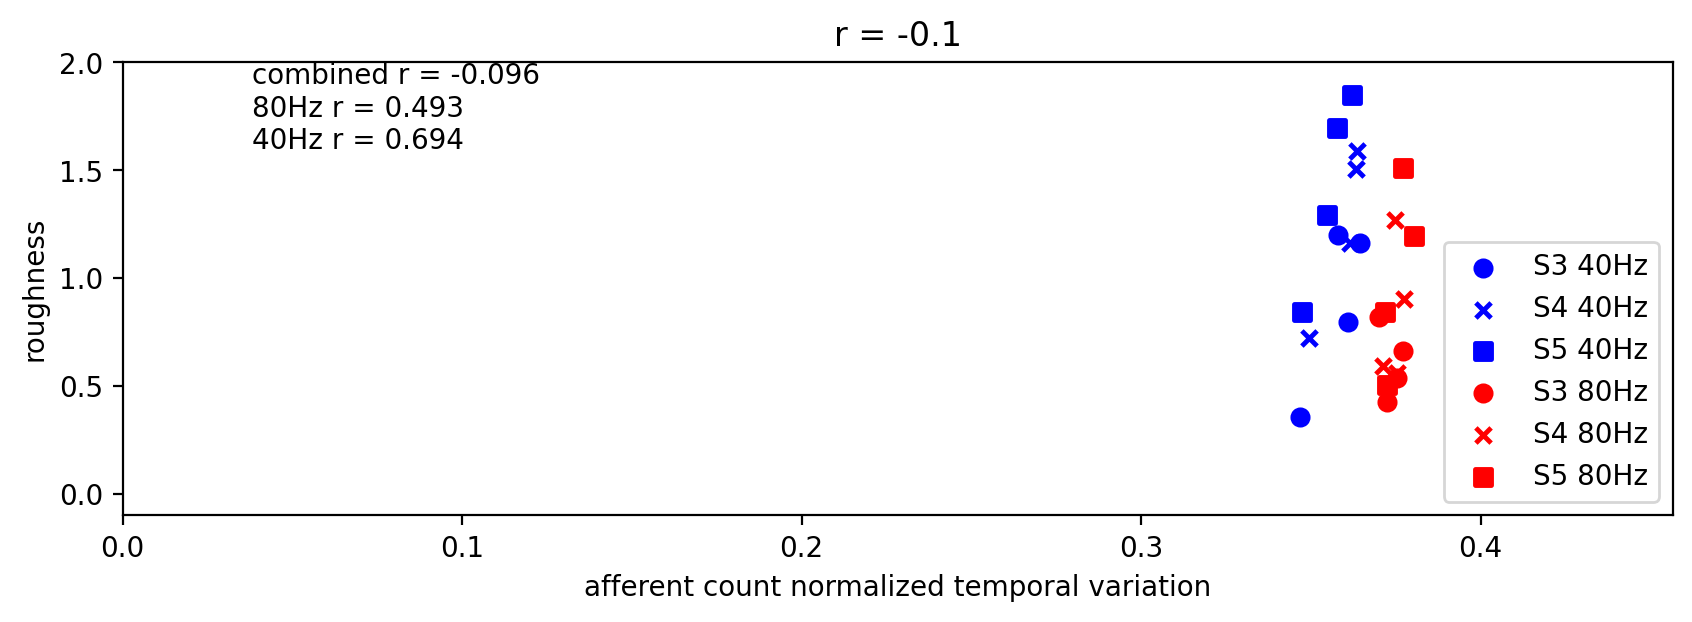 r = -0.1
combined r = -0.096
80Hz r = 0.493
40Hz r = 0.694
2.0
1.5
1.0
0.5
0.0
roughness
S3 40Hz
S4 40Hz
S5 40Hz
S3 80Hz
S4 80Hz
S5 80Hz
0.0 0.1 0.2 0.3 0.4
afferent count normalized temporal variation